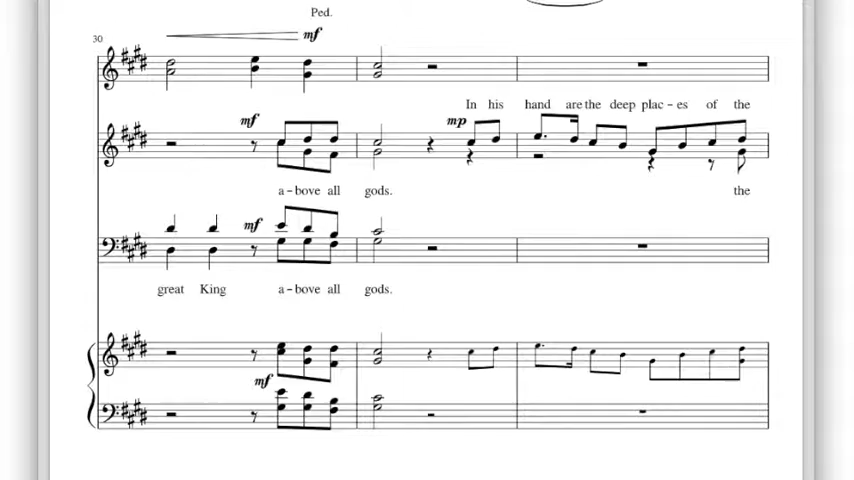 Ped.
30
mf
In his hand are the deep plac - es of the
mf
mp
a - bove all gods.
the
mf
great King
a - bove all gods.
mf